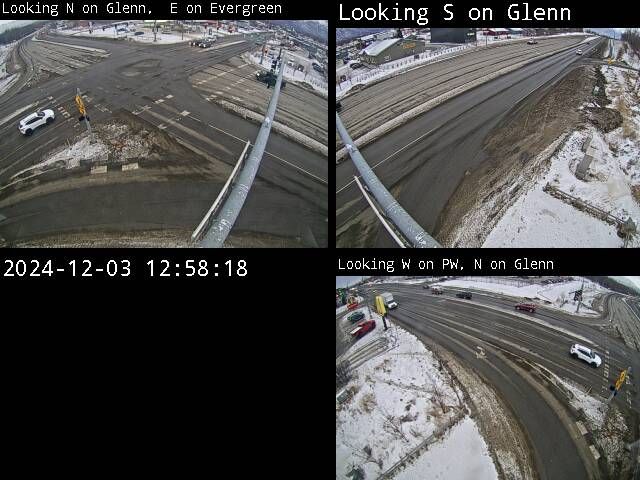 Looking N on Glenn,  E on Evergreen
Looking S on Glenn
2024-12-03 12:58:18
Looking W on PW, N on Glenn